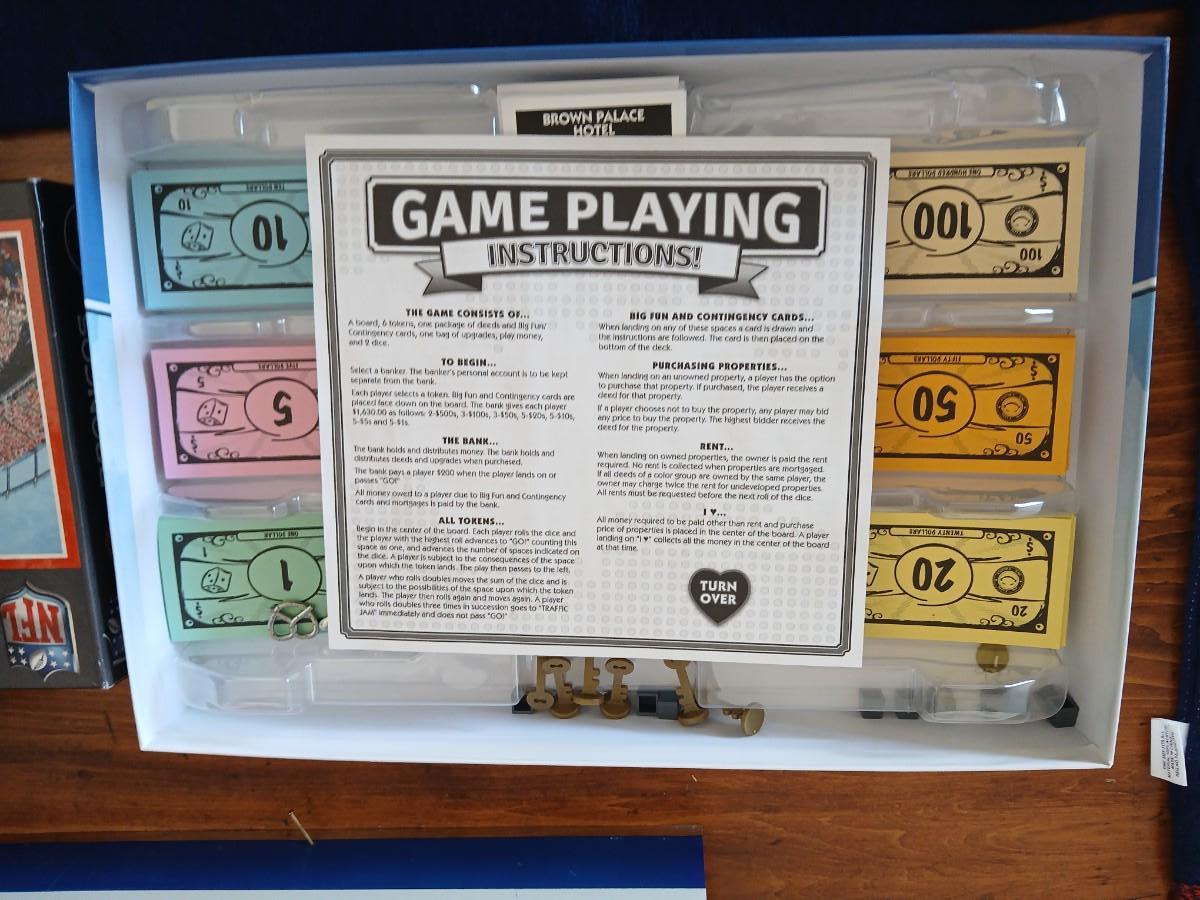 BROWN PALACE
HOTEL
GAME PLAYING
INSTRUCTIONS!
THE GAME CONSISTS OF...
A board, 6 tokens, one package of deeds and Big Fun/
Contingency cards, one bag of upgrades, play money,
and 2 dice.
TO BEGIN...
Select a banker. The banker's personal account is to be kept
separate from the bank.
Each player selects a token. Big Fun and Contingency cards are
placed face down on the board. The bank gives each player
$1,630.00 as follows: 2-$500s, 3-$100s, 3-$50s, 5-$20s, 5-$10s,
5-$5s and 5-$1s.
THE BANK...
The bank holds and distributes money. The bank holds and
distributes deeds and upgrades when purchased.
The bank pays a player $200 when the player lands on or
passes "GO!"
All money owed to a player due to Big Fun and Contingency
cards and mortgages is paid by the bank.
ALL TOKENS...
Begin in the center of the board. Each player rolls the dice and
the player with the highest roll advances to "GO!" counting this
space as one, and advances the number of spaces indicated on
the dice. A player is subject to the consequences of the space
upon which the token lands. The play then passes to the left.
A player who rolls doubles moves the sum of the dice and is
subject to the possibilities of the space upon which the token
lands. The player then rolls again and moves again. A player
who rolls doubles three times in succession goes to "TRAFFIC
JAM" immediately and does not pass "GO!"
BIG FUN AND CONTINGENCY CARDS...
When landing on any of these spaces a card is drawn and
the instructions are followed. The card is then placed on the
bottom of the deck.
PURCHASING PROPERTIES...
When landing on an unowned property, a player has the option
to purchase that property. If purchased, the player receives a
deed for that property.
If a player chooses not to buy the property, any player may bid
any price to buy the property. The highest bidder receives the
deed for the property.
RENT...
When landing on owned properties, the owner is paid the rent
required. No rent is collected when properties are mortgaged.
If all deeds of a color group are owned by the same player, the
owner may charge twice the rent for undeveloped properties.
All rents must be requested before the next roll of the dice.
I ♥...
All money required to be paid other than rent and purchase
price of properties is placed in the center of the board. A player
landing on "I ♥" collects all the money in the center of the board
at that time.
TURN
OVER
TEN DOLLARS
10
10
FIVE DOLLARS
5
5
ONE DOLLAR
1
1
ONE HUNDRED DOLLARS
100
100
FIFTY DOLLARS
50
50
TWENTY DOLLARS
20
20
NFL